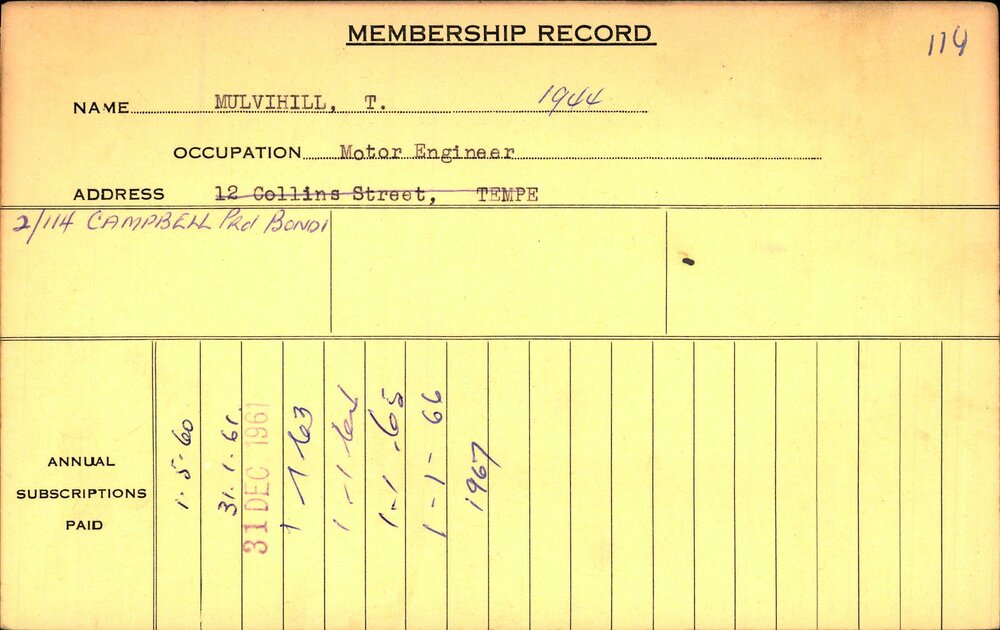 MEMBERSHIP RECORD
114
NAME MULVIHILL, T. 1944
OCCUPATION Motor Engineer
ADDRESS 12 Collins Street, TEMPE
2/114 CAMPBELL Prd BONDI
ANNUAL
SUBSCRIPTIONS
PAID
1-5-60
31.1.61.
31 DEC 1961
1-1-63
1-1-64
1-1-65
1-1-66
1967